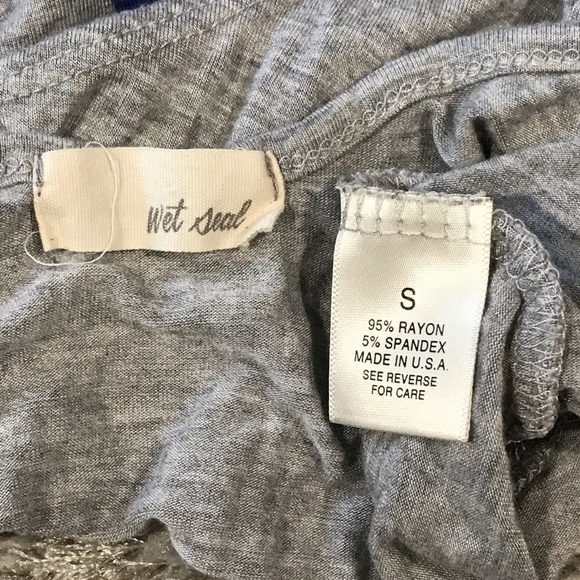 Wet Seal.
S
95% RAYON
5% SPANDEX
MADE IN U.S.A.
SEE REVERSE
FOR CARE